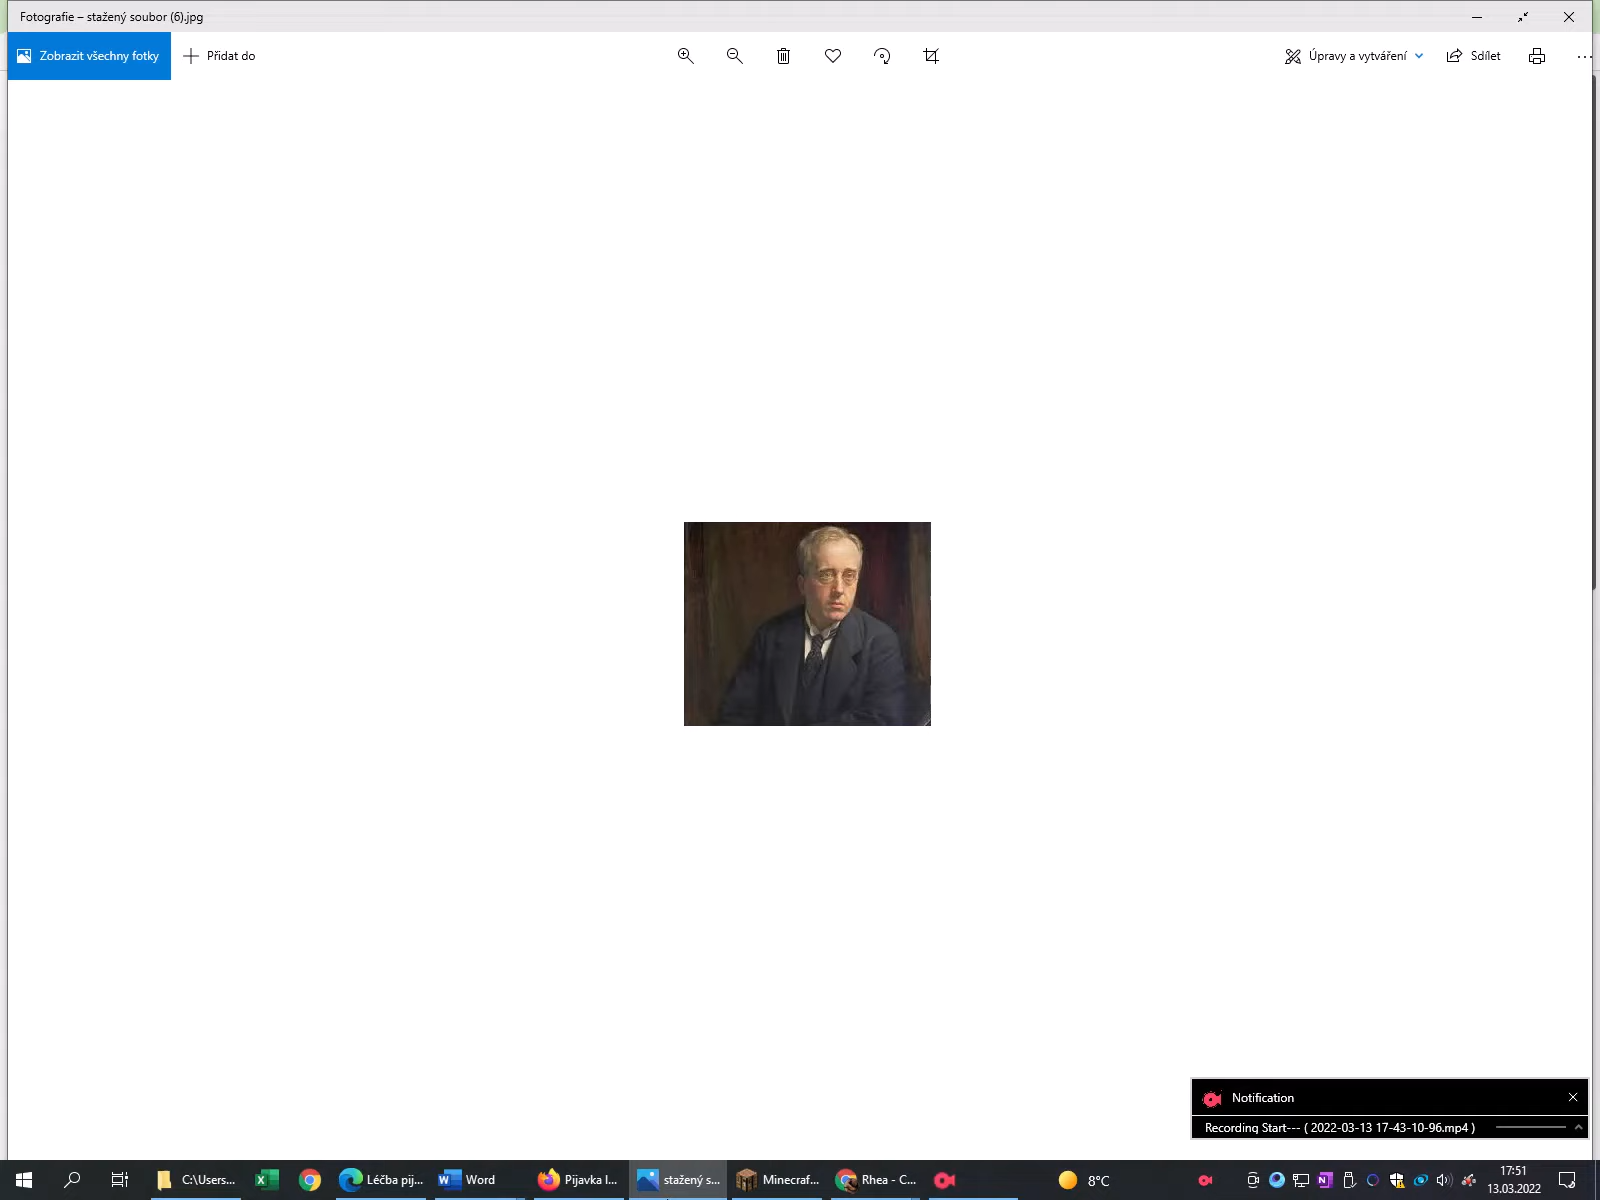 Fotografie – stažený soubor (6).jpg
Zobrazit všechny fotky
Přidat do
Úpravy a vytváření
Sdílet
Notification
Recording Start--- ( 2022-03-13 17-43-10-96.mp4 )
C:\Users...
Léčba pij...
Word
Pijavka l...
stažený s...
Minecraf...
Rhea - C...
8°C
17:51
13.03.2022